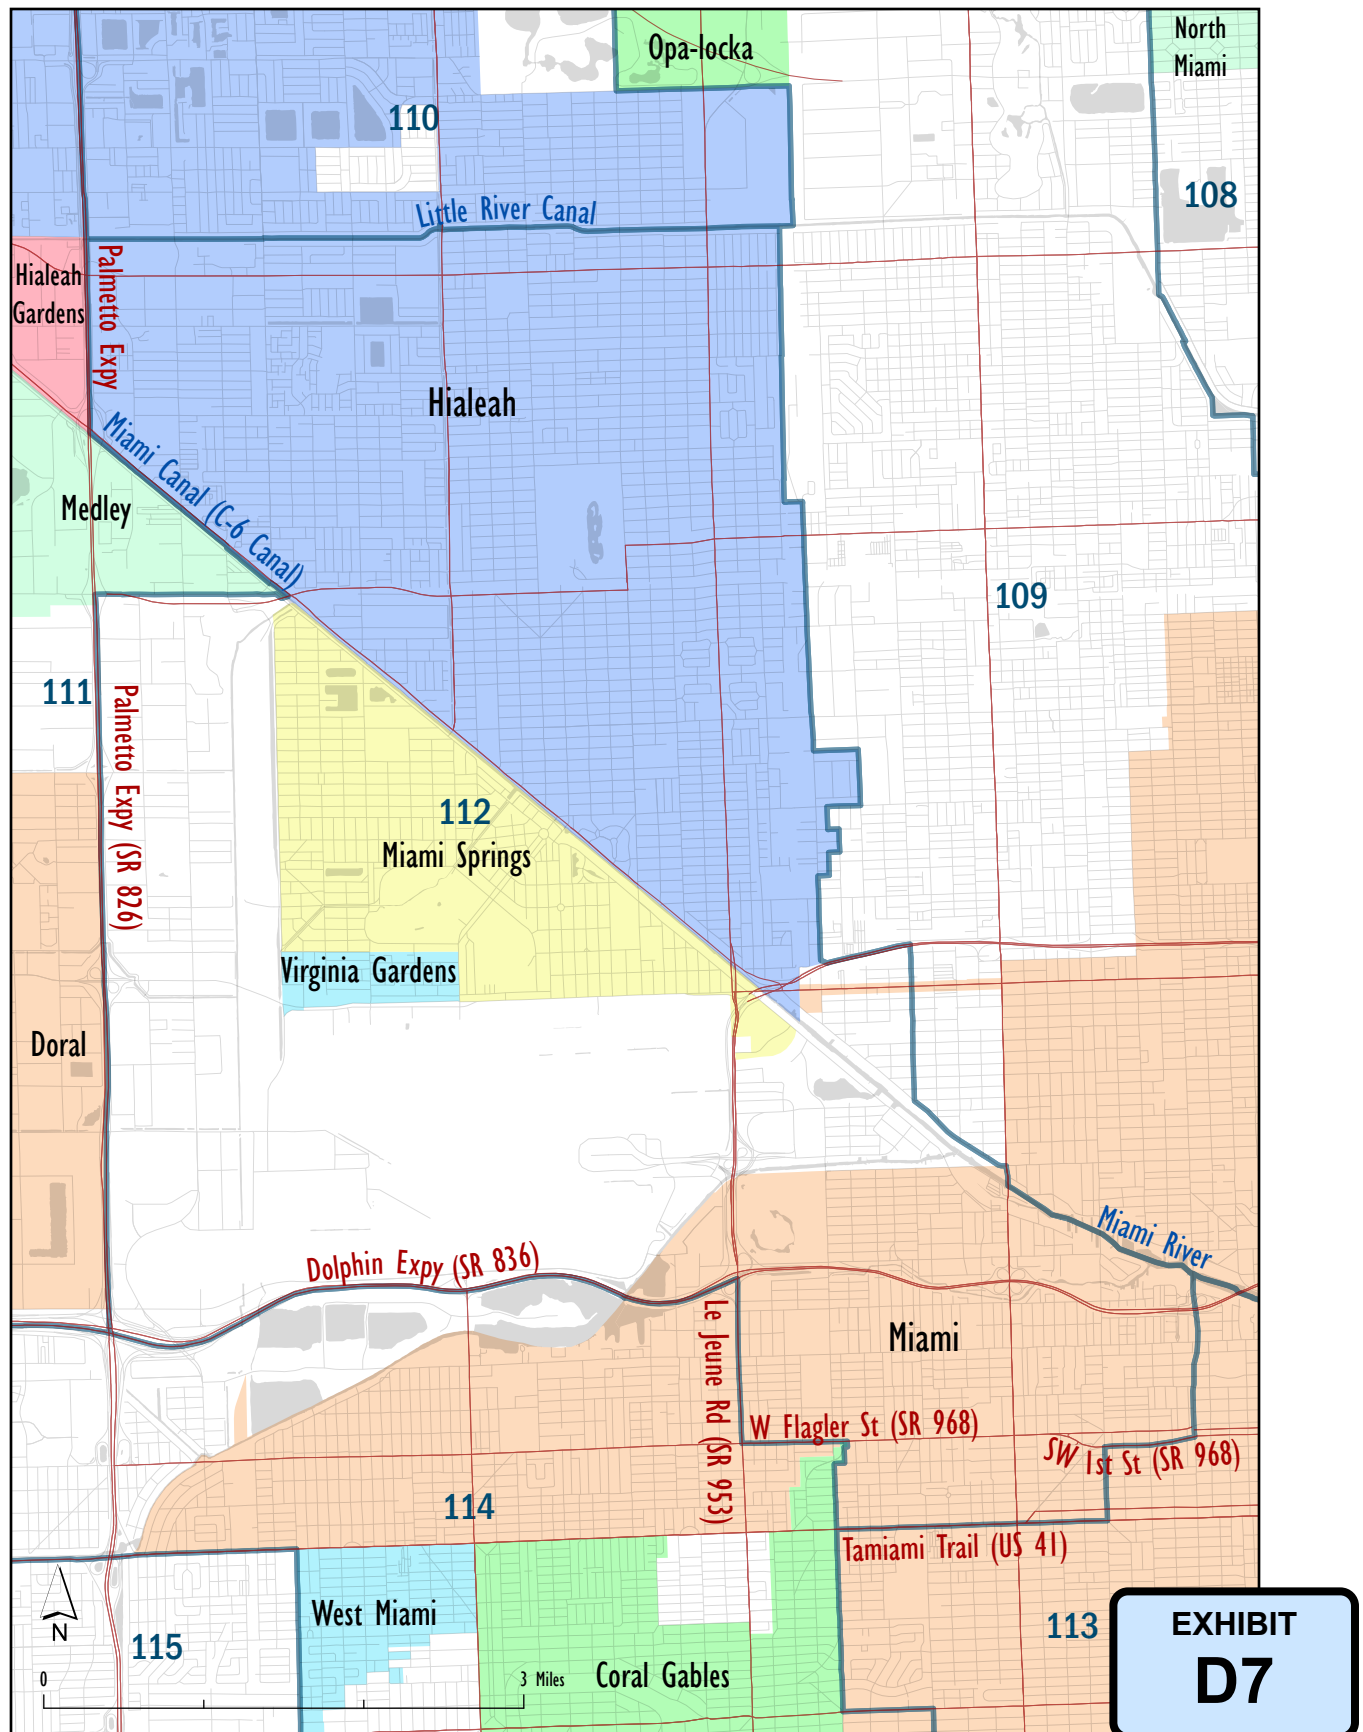 North
Miami
Opa-locka
110
108
Little River Canal
Hialeah
Gardens
Palmetto Expy
Hialeah
Miami Canal (C-6 Canal)
Medley
109
111
Palmetto Expy (SR 826)
112
Miami Springs
Virginia Gardens
Doral
Miami River
Dolphin Expy (SR 836)
Le Jeune Rd (SR 953)
Miami
W Flagler St (SR 968)
SW 1st St (SR 968)
114
Tamiami Trail (US 41)
West Miami
N
115
113
EXHIBIT
D7
Coral Gables
0
3 Miles